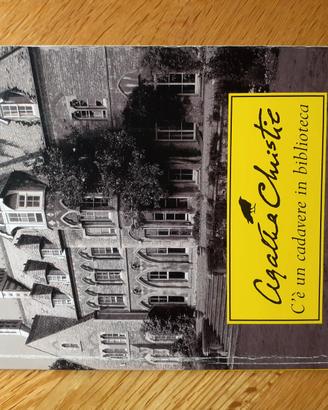 Agatha Christie
C'è un cadavere in biblioteca